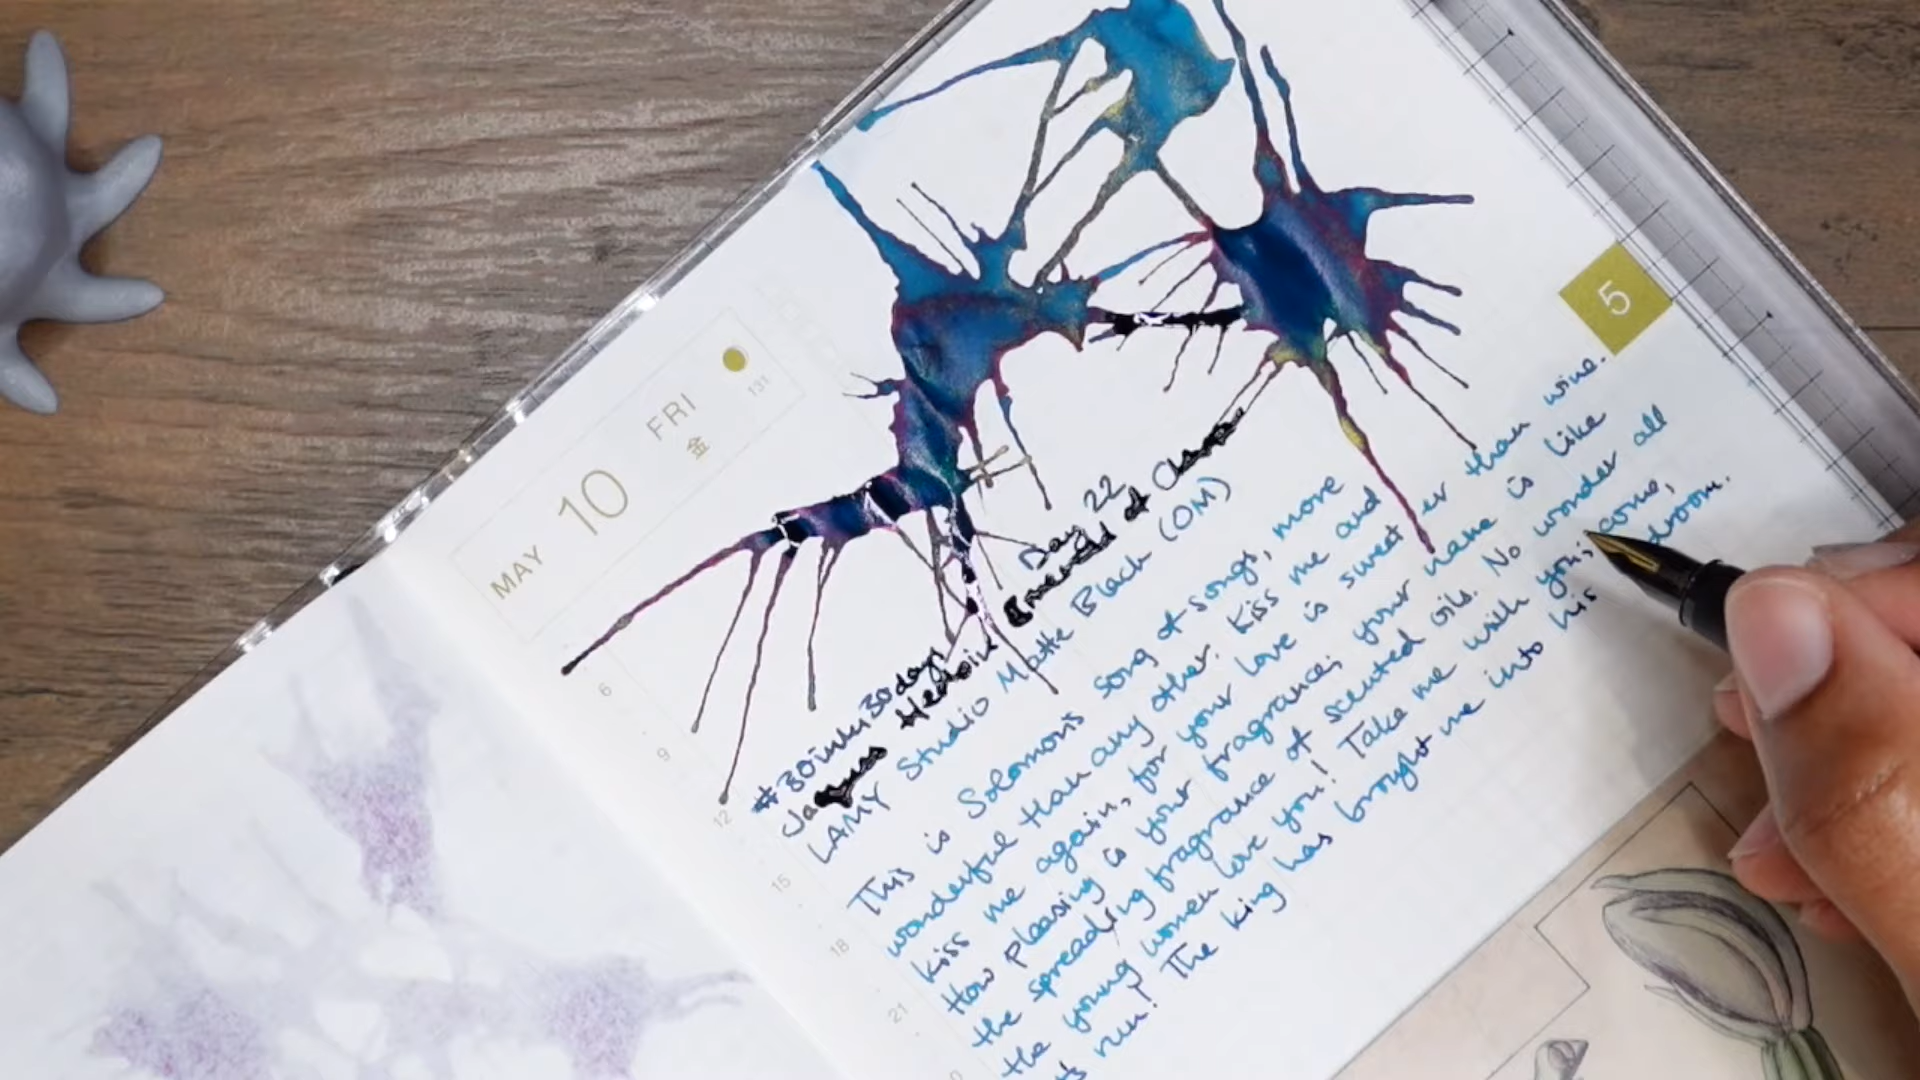 5
MAY 10 FRI
金
131
6
9
12
15
18
21
#30inks30days Day 22
Jacques Herbin Emerald of Chivor
LAMY Studio Matte Black (OM)
This is Solomon's song of songs, more
wonderful than any other. Kiss me and
kiss me again, for your love is sweeter than wine.
How pleasing is your fragrance; your name is like
the spreading fragrance of scented oils. No wonder all
the young women love you! Take me with you; come,
run! The king has brought me into his